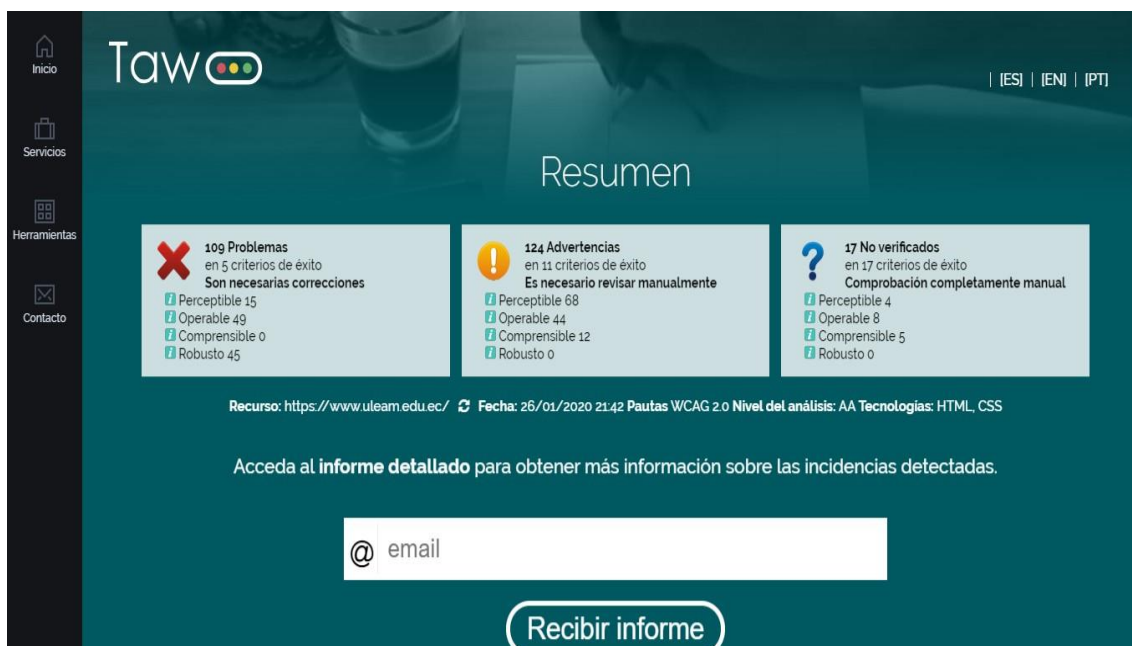 Inicio
Servicios
Herramientas
Contacto
Taw
| [ES] | [EN] | [PT]
Resumen
109 Problemas
en 5 criterios de éxito
Son necesarias correcciones
Perceptible 15
Operable 49
Comprensible 0
Robusto 45
124 Advertencias
en 11 criterios de éxito
Es necesario revisar manualmente
Perceptible 68
Operable 44
Comprensible 12
Robusto 0
17 No verificados
en 17 criterios de éxito
Comprobación completamente manual
Perceptible 4
Operable 8
Comprensible 5
Robusto 0
Recurso: https://www.uleam.edu.ec/ Fecha: 26/01/2020 21:42 Pautas WCAG 2.0 Nivel del análisis: AA Tecnologías: HTML, CSS
Acceda al informe detallado para obtener más información sobre las incidencias detectadas.
@ email
Recibir informe